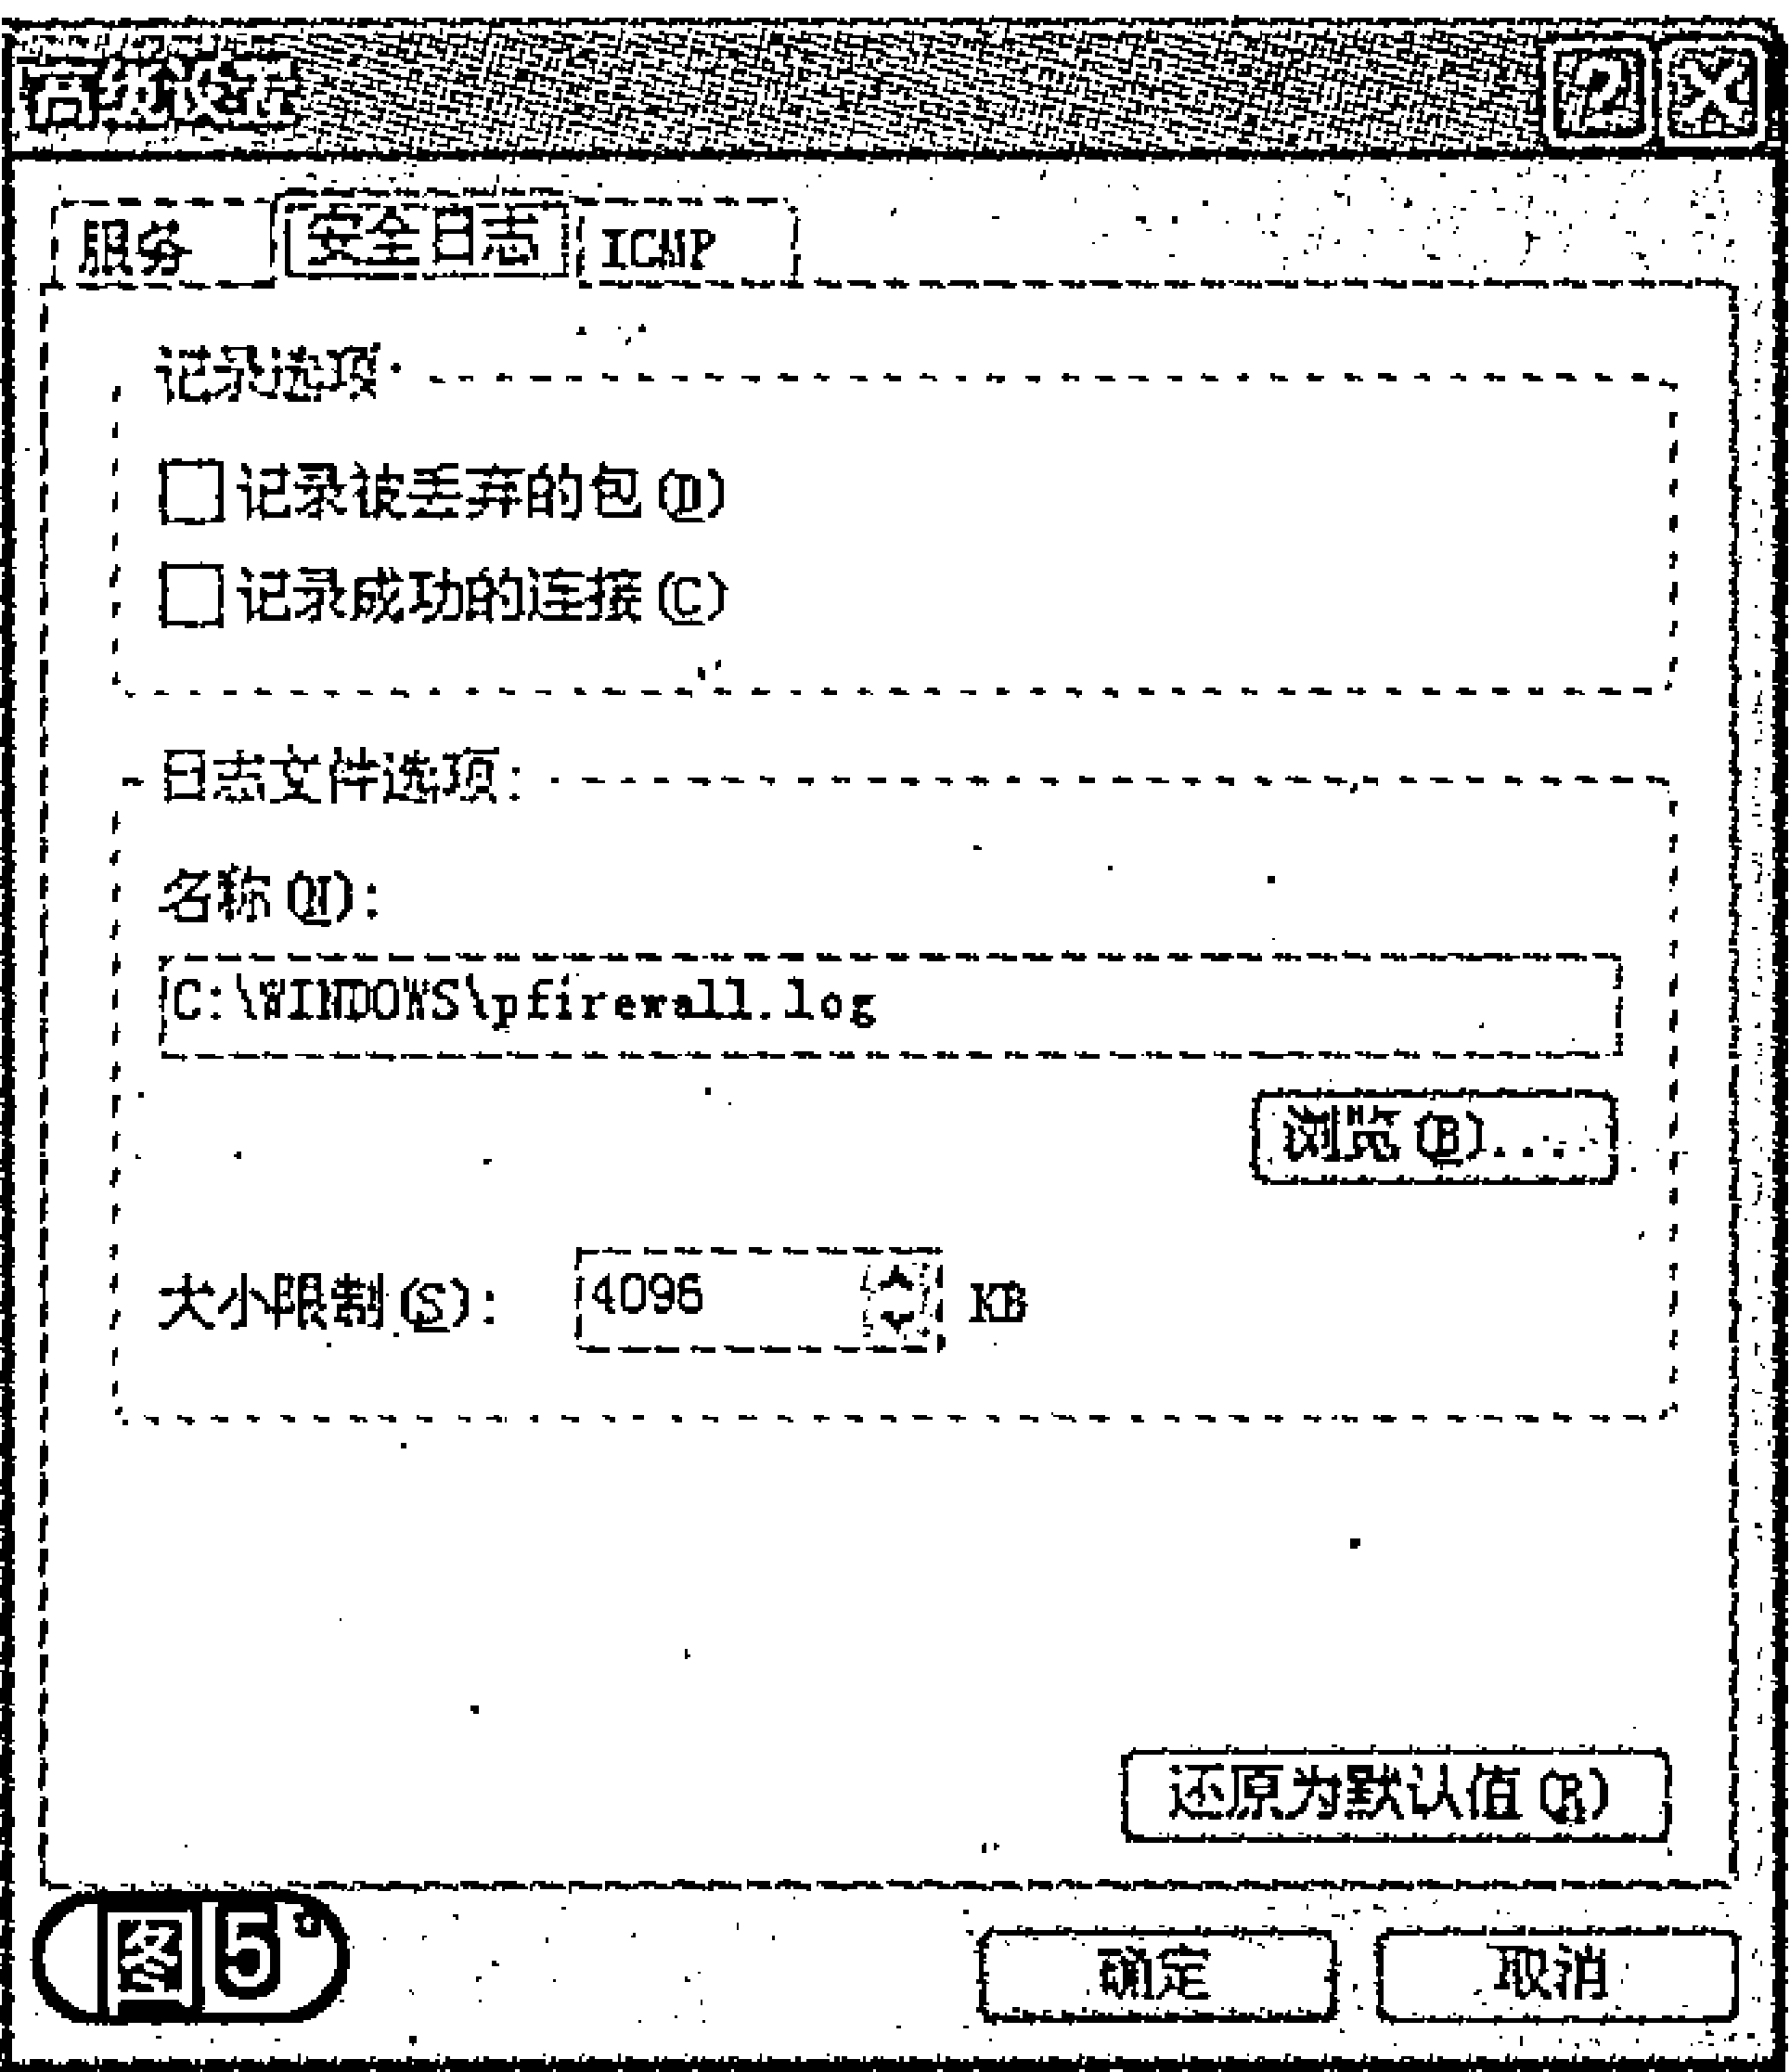 高级设置
服务 安全日志 ICMP
记录选项:
记录被丢弃的包(D)
记录成功的连接(C)
日志文件选项:
名称(N):
C:\WINDOWS\pfirewall.log
浏览(B)...
大小限制(S): 4096 KB
还原为默认值(R)
图5
确定 取消